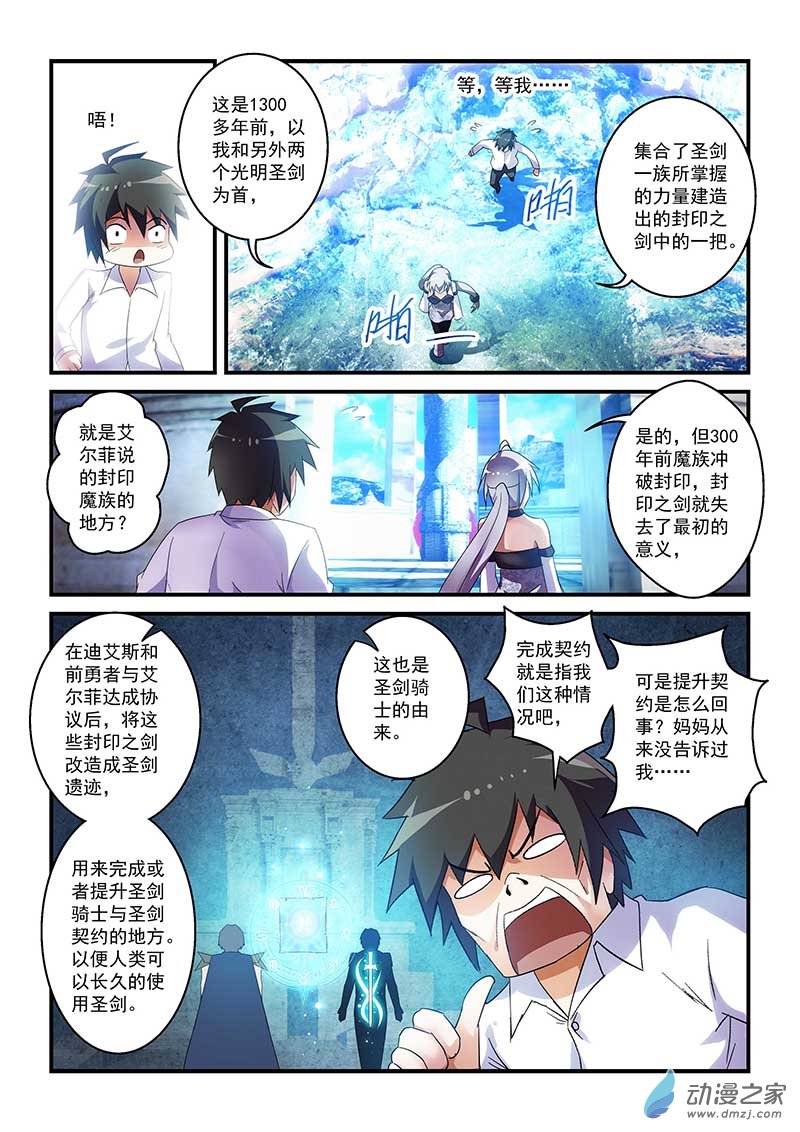 唔！
这是1300
多年前，以
我和另外两
个光明圣剑
为首，
等，等我……
集合了圣剑
一族所掌握
的力量建造
出的封印之
剑中的一把。
啪
啪
就是艾
尔菲说
的封印
魔族的
地方？
是的，但300
年前魔族冲
破封印，封
印之剑就失
去了最初的
意义，
在迪艾斯和
前勇者与艾
尔菲达成协
议后，将这
些封印之剑
改造成圣剑
遗迹，
用来完成或
者提升圣剑
骑士与圣剑
契约的地方。
以便人类可
以长久的使
用圣剑。
这也是
圣剑骑
士的由
来。
完成契约
就是指我
们这种情
况吧，
可是提升契
约是怎么回
事？妈妈从
来没告诉过
我……
动漫之家
www.dmzj.com